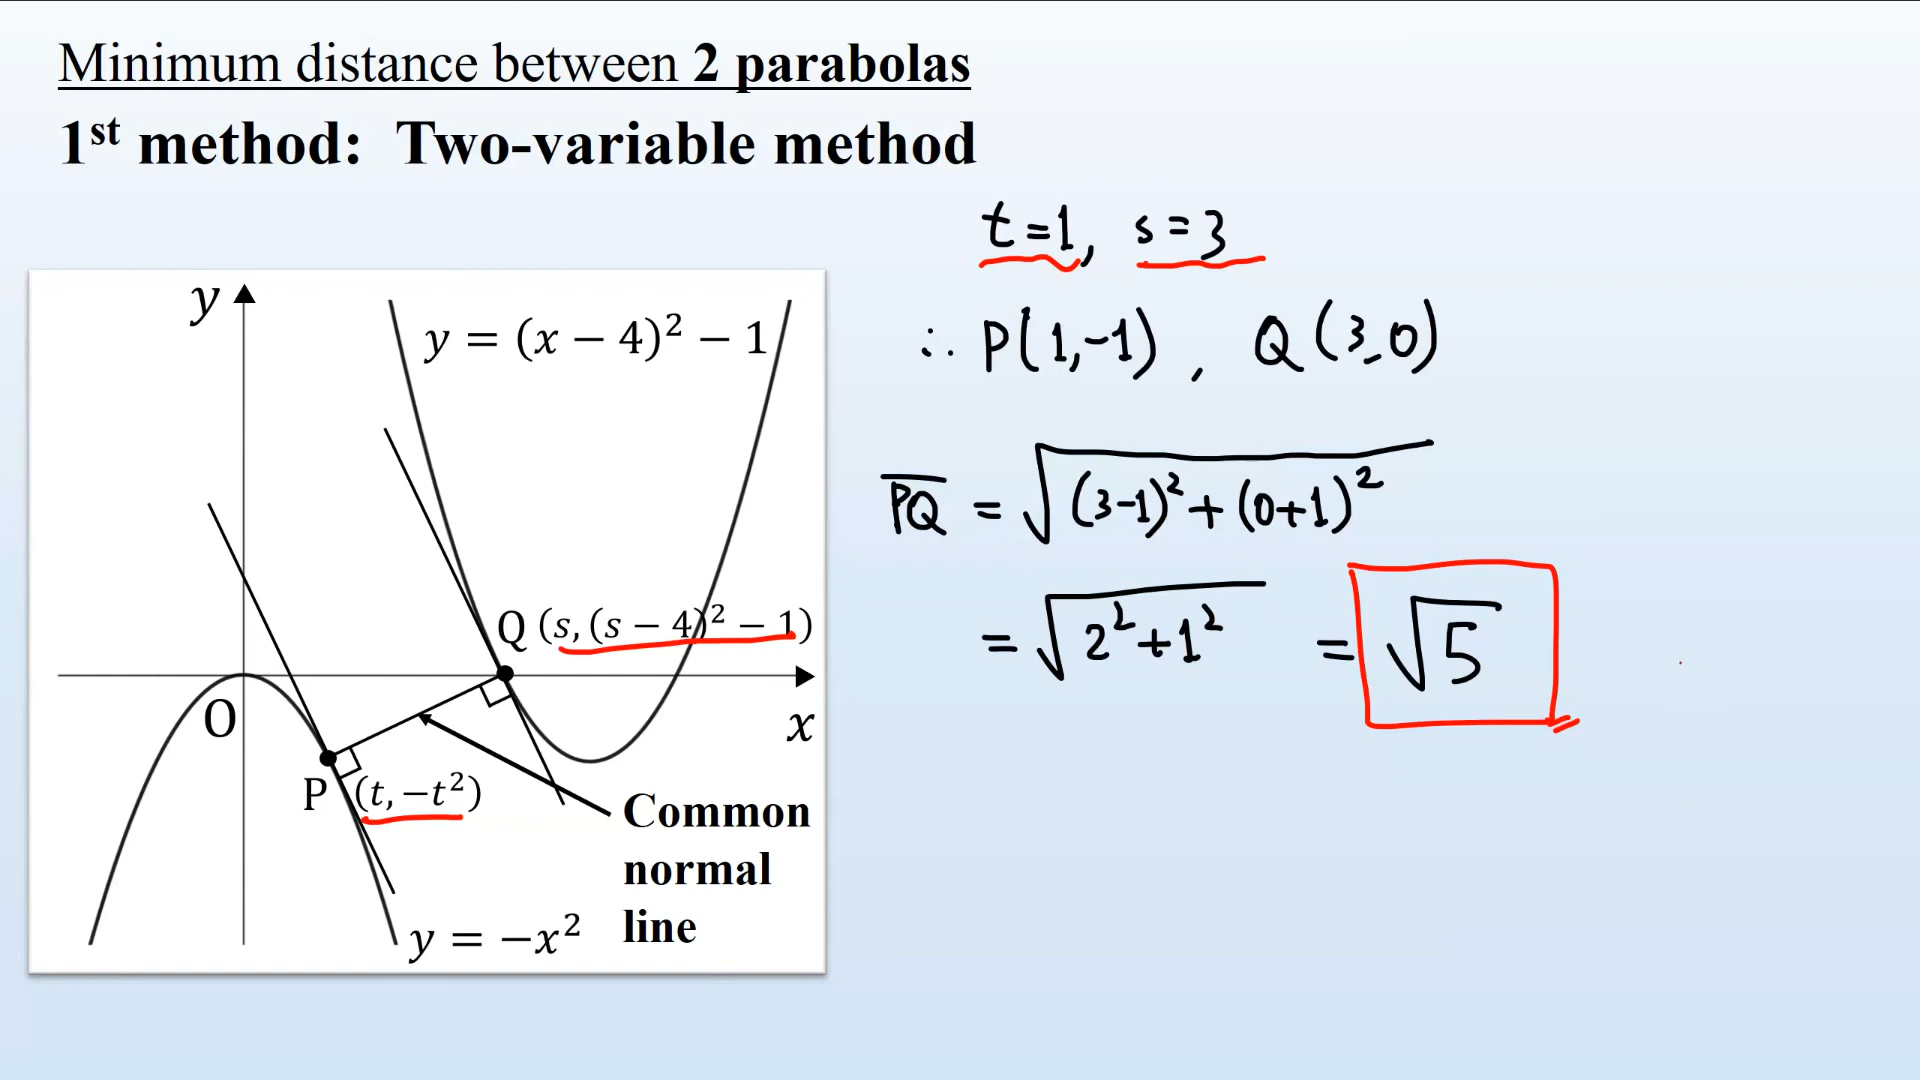 Minimum distance between 2 parabolas
1st method: Two-variable method
t=1, s=3
∴ P(1,-1), Q(3,0)
PQ = √((3-1)²+(0+1)²)
= √(2²+1²) = √5
y
y = (x − 4)² − 1
Q (s, (s − 4)² − 1)
O
x
P (t, −t²)
Common
normal
line
y = −x²